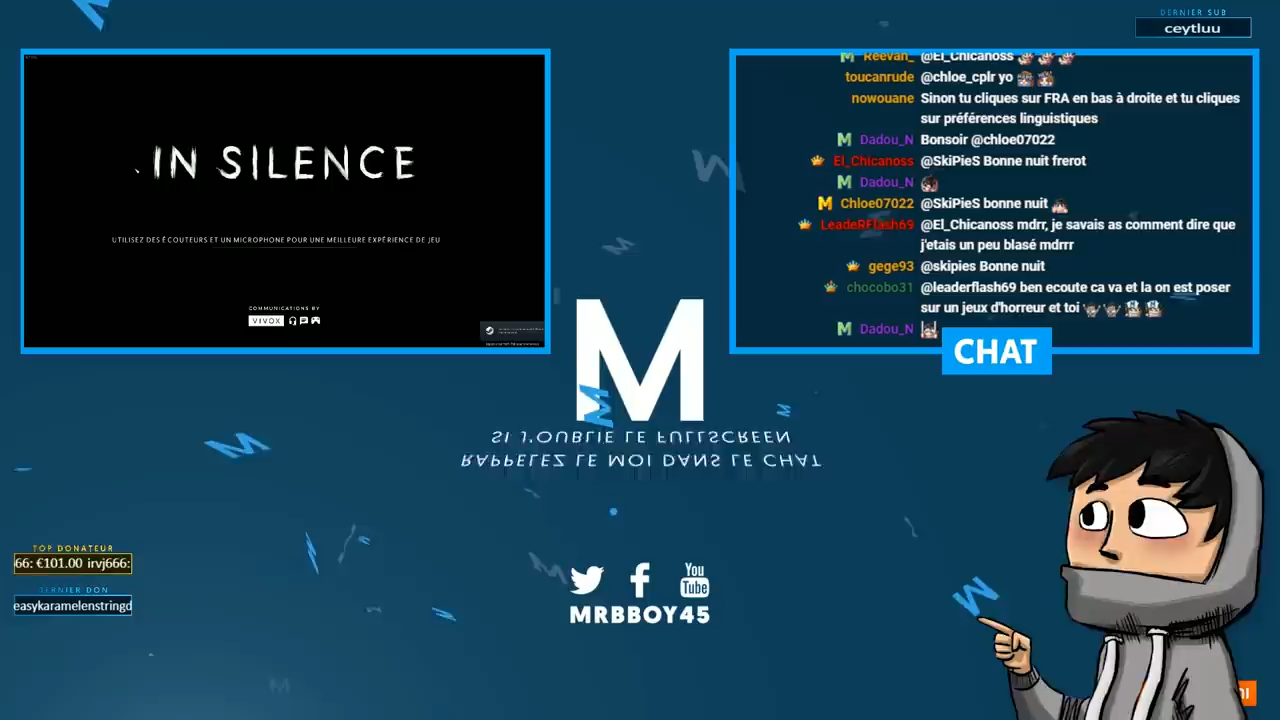 DERNIER SUB
ceytluu
IN SILENCE
UTILISEZ DES ÉCOUTEURS ET UN MICROPHONE POUR UNE MEILLEURE EXPÉRIENCE DE JEU
COMMUNICATIONS BY
VIVOX
Reevan_ @El_Chicanoss
toucanrude @chloe_cplr yo
nowouane Sinon tu cliques sur FRA en bas à droite et tu cliques
sur préférences linguistiques
Dadou_N Bonsoir @chloe07022
El_Chicanoss @SkiPieS Bonne nuit frerot
Dadou_N
Chloe07022 @SkiPieS bonne nuit
LeadeRFlash69 @El_Chicanoss mdrr, je savais as comment dire que
j'etais un peu blasé mdrrr
gege93 @skipies Bonne nuit
chocobo31 @leaderflash69 ben ecoute ca va et la on est poser
sur un jeux d'horreur et toi
Dadou_N
CHAT
M
SI J'OUBLIE LE FULLSCREEN
RAPPELEZ LE MOI DANS LE CHAT
TOP DONATEUR
66: €101.00 irvj666:
DERNIER DON
easykaramelenstringd
You
Tube
MRBBOY45